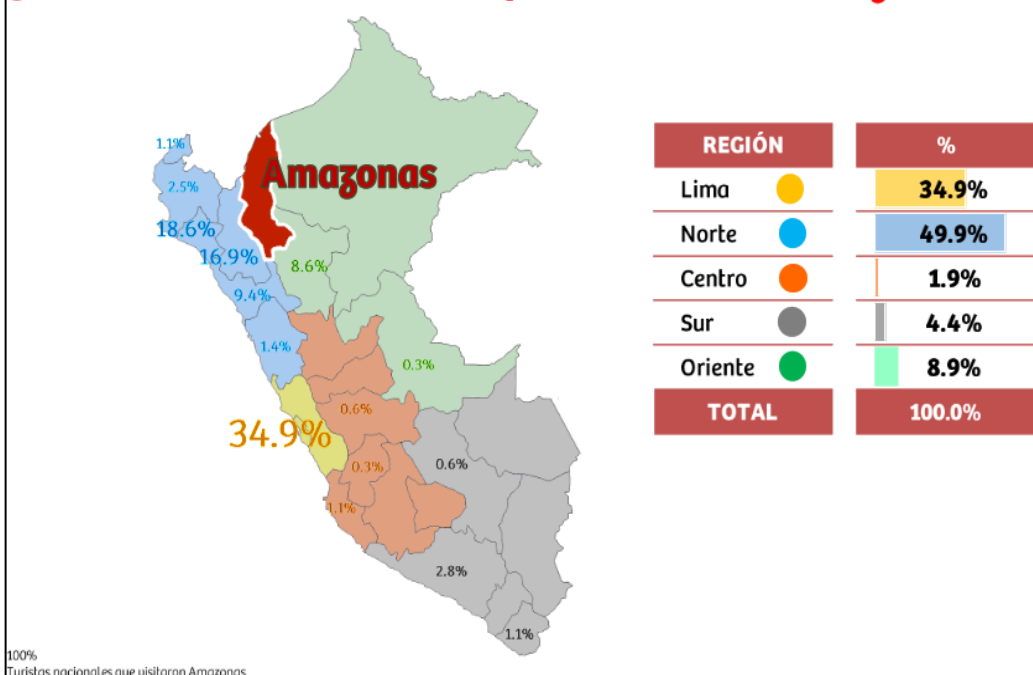 1.1%
2.5%
18.6%
16.9%
9.4%
1.4%
Amazonas
8.6%
0.3%
34.9%
0.6%
0.3%
1.1%
0.6%
2.8%
1.1%
REGIÓN %
Lima 34.9%
Norte 49.9%
Centro 1.9%
Sur 4.4%
Oriente 8.9%
TOTAL 100.0%
100%
Turistas nacionales que visitaron Amazonas